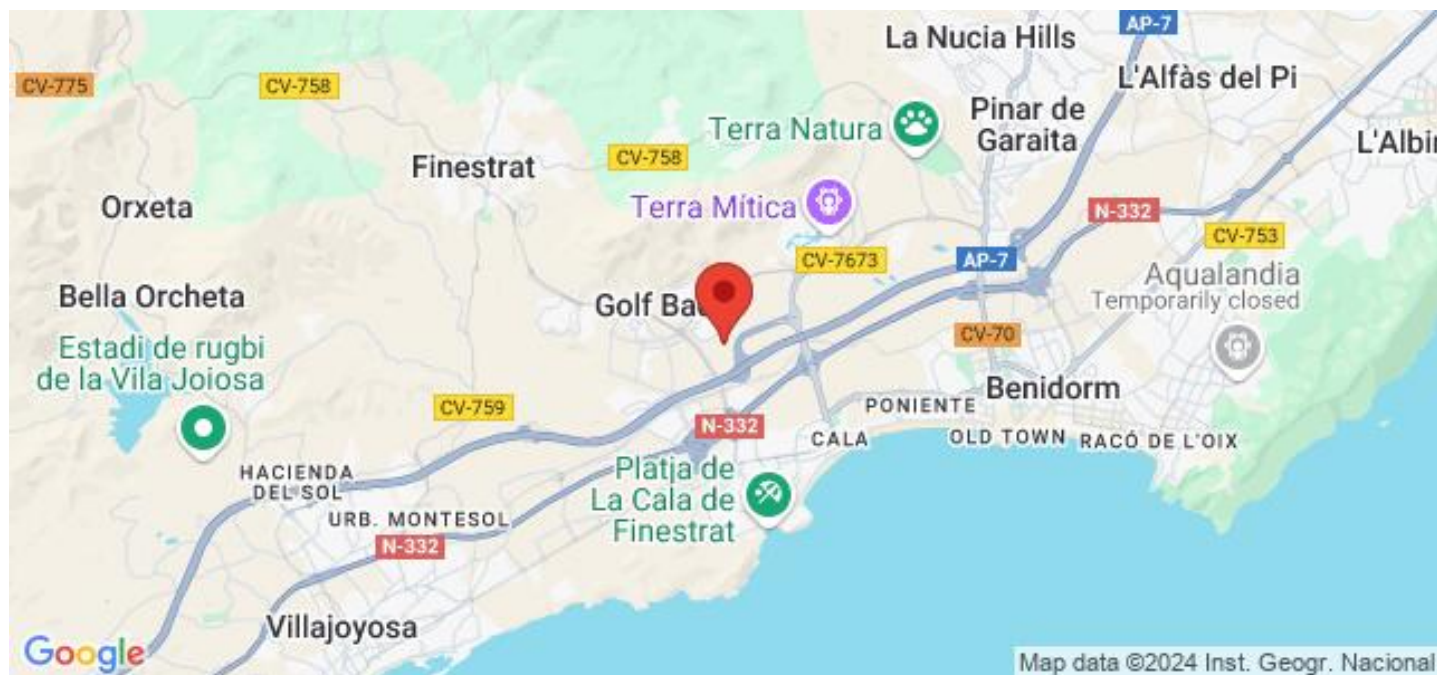 AP-7
La Nucia Hills
CV-775
CV-758
L'Alfàs del Pi
Terra Natura
Pinar de
Garaita
Finestrat
CV-758
L'Albir
Orxeta
Terra Mítica
N-332
CV-753
CV-7673
AP-7
Aqualandia
Temporarily closed
Bella Orcheta
Golf
Estadi de rugbi
de la Vila Joiosa
CV-70
Benidorm
CV-759
PONIENTE
N-332
CALA
OLD TOWN
RACÓ DE L'OIX
HACIENDA
DEL SOL
Platja de
La Cala de
Finestrat
URB. MONTESOL
N-332
Villajoyosa
Google
Map data ©2024 Inst. Geogr. Nacional